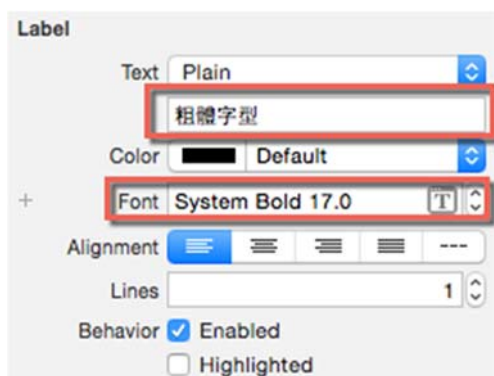 Label
Text Plain
粗體字型
Color Default
+ Font System Bold 17.0 T
Alignment ---
Lines 1
Behavior Enabled
Highlighted